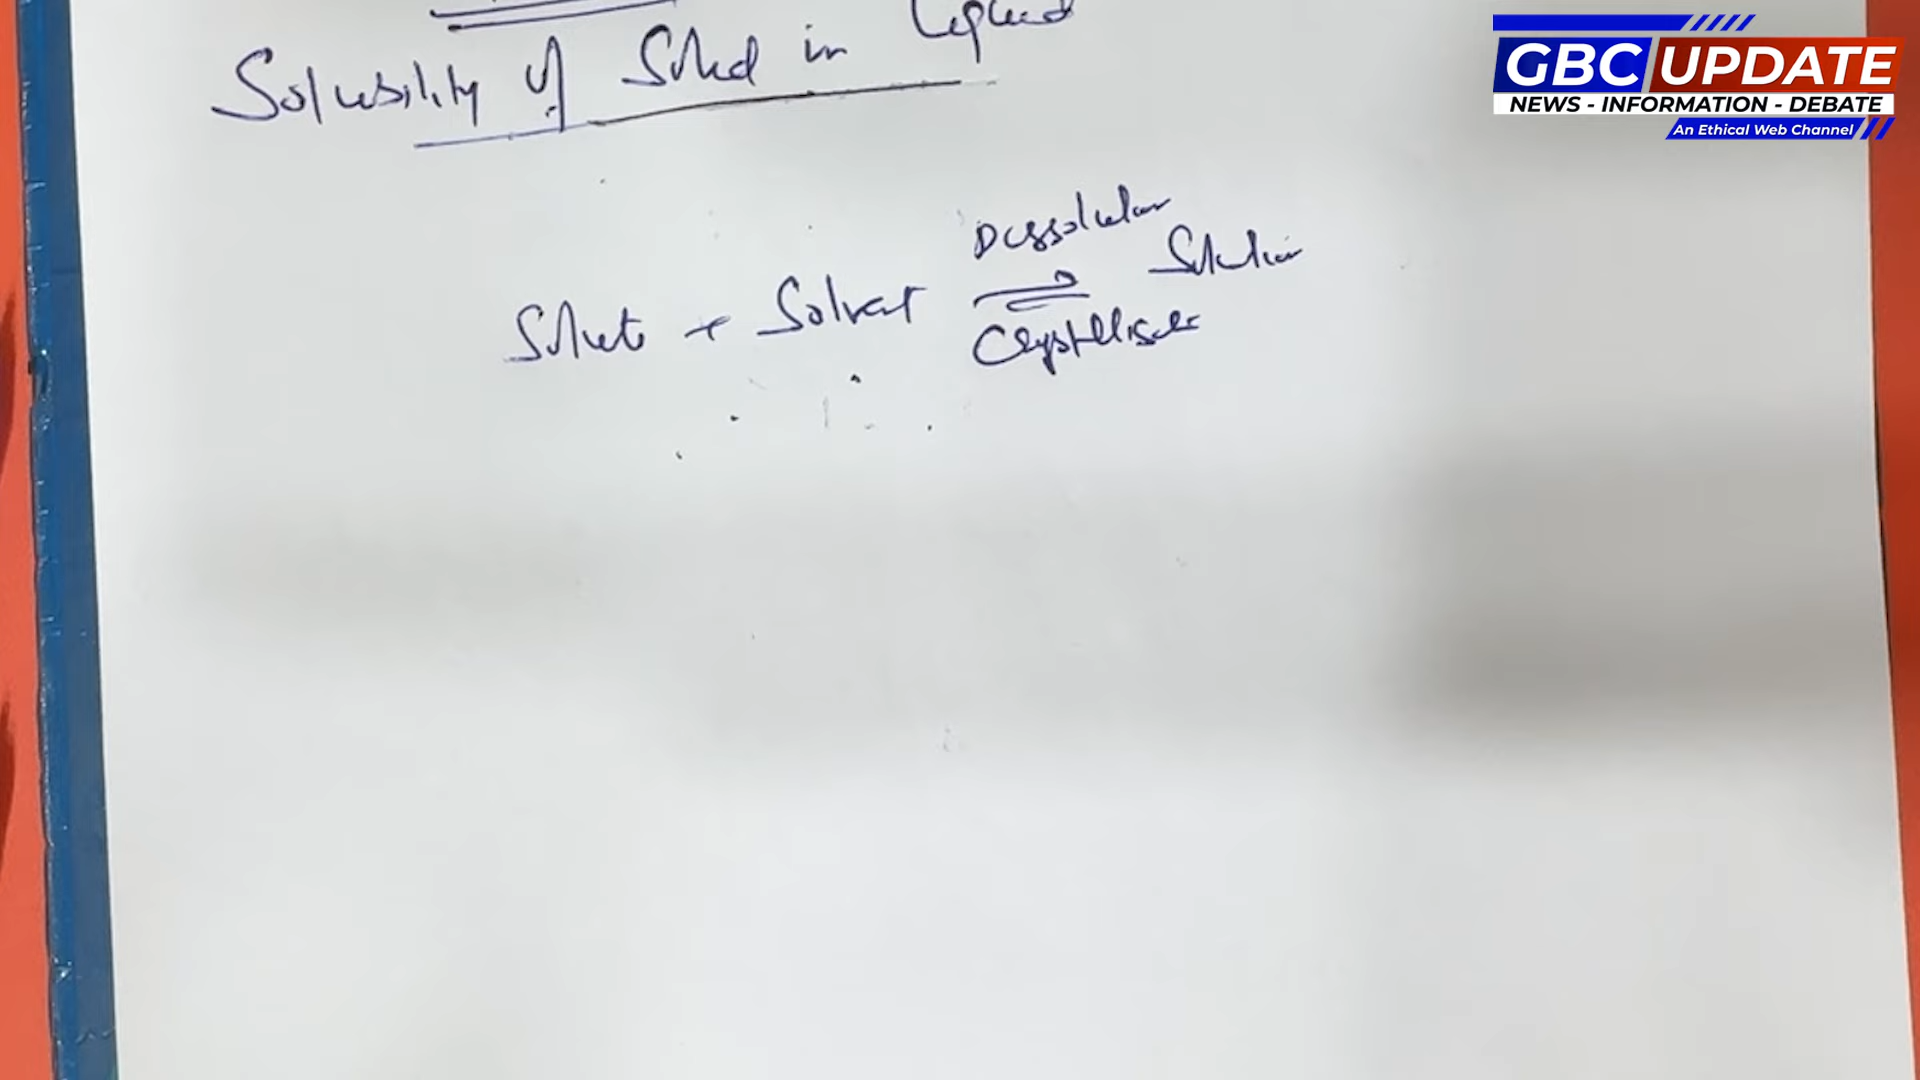 Solubility of Solid in Liquid
Dissolution
Solute + Solvent ⇌ Solution
Crystallisation
GBC UPDATE
NEWS - INFORMATION - DEBATE
An Ethical Web Channel